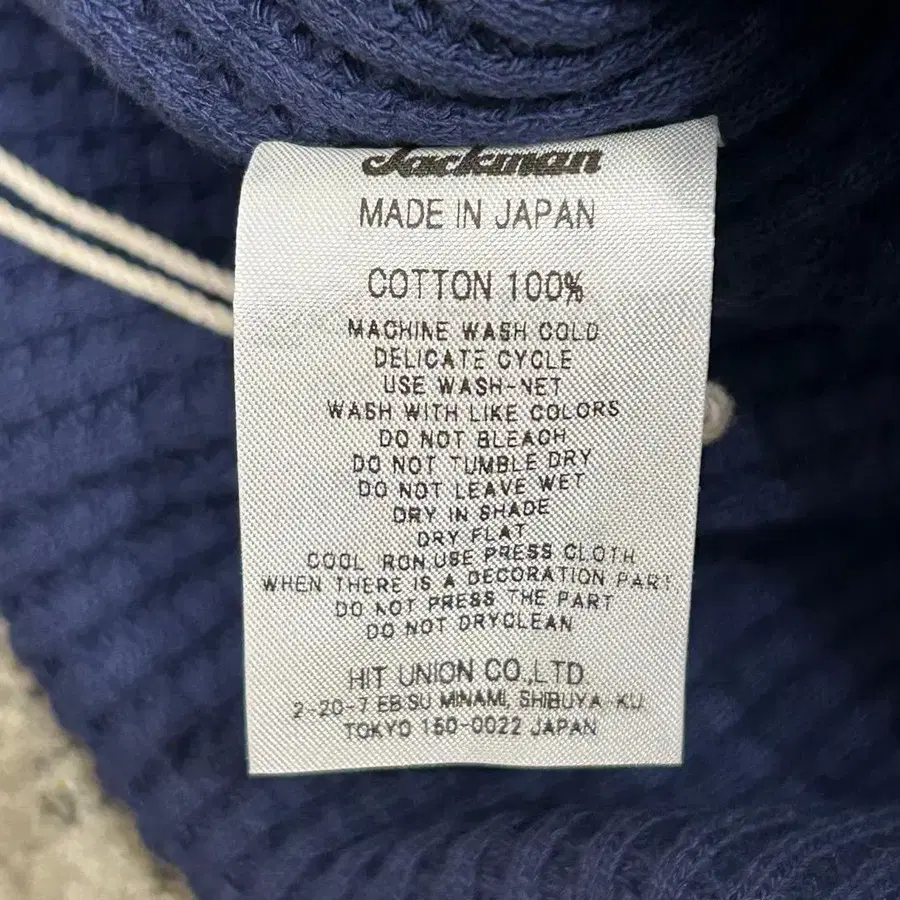 Jackman
MADE IN JAPAN
COTTON 100%
MACHINE WASH COLD
DELICATE CYCLE
USE WASH-NET
WASH WITH LIKE COLORS
DO NOT BLEACH
DO NOT TUMBLE DRY
DO NOT LEAVE WET
DRY IN SHADE
DRY FLAT
COOL RON USE PRESS CLOTH
WHEN THERE IS A DECORATION PART
DO NOT PRESS THE PART
DO NOT DRYCLEAN
HIT UNION CO.,LTD
2-20-7 EB SU MINAMI, SHIBUYA KU
TOKYO 150-0022 JAPAN